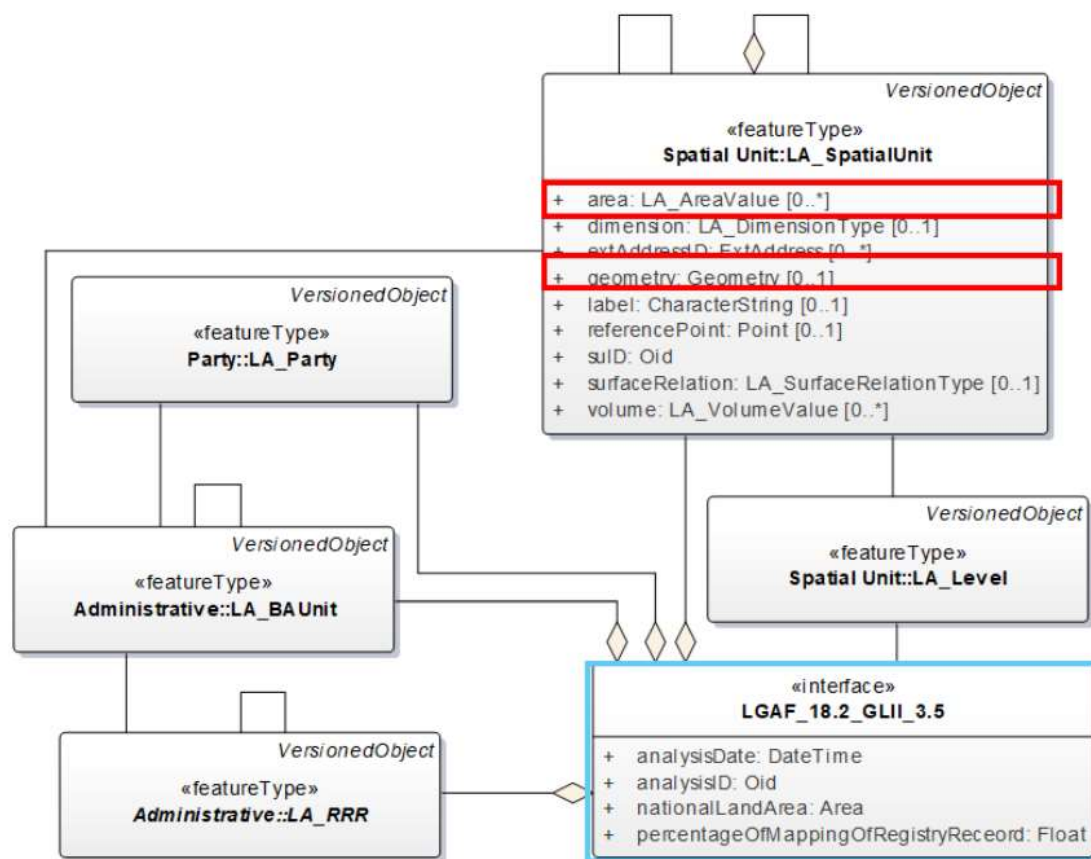 VersionedObject
«featureType»
Spatial Unit::LA_SpatialUnit
+ area: LA_AreaValue [0..*]
+ dimension: LA_DimensionType [0..1]
+ extAddressID: ExtAddress [0..*]
+ geometry: Geometry [0..1]
+ label: CharacterString [0..1]
+ referencePoint: Point [0..1]
+ suID: Oid
+ surfaceRelation: LA_SurfaceRelationType [0..1]
+ volume: LA_VolumeValue [0..*]
VersionedObject
«featureType»
Party::LA_Party
VersionedObject
«featureType»
Spatial Unit::LA_Level
VersionedObject
«featureType»
Administrative::LA_BAUnit
«interface»
LGAF_18.2_GLII_3.5
+ analysisDate: DateTime
+ analysisID: Oid
+ nationalLandArea: Area
+ percentageOfMappingOfRegistryReceord: Float
VersionedObject
«featureType»
Administrative::LA_RRR